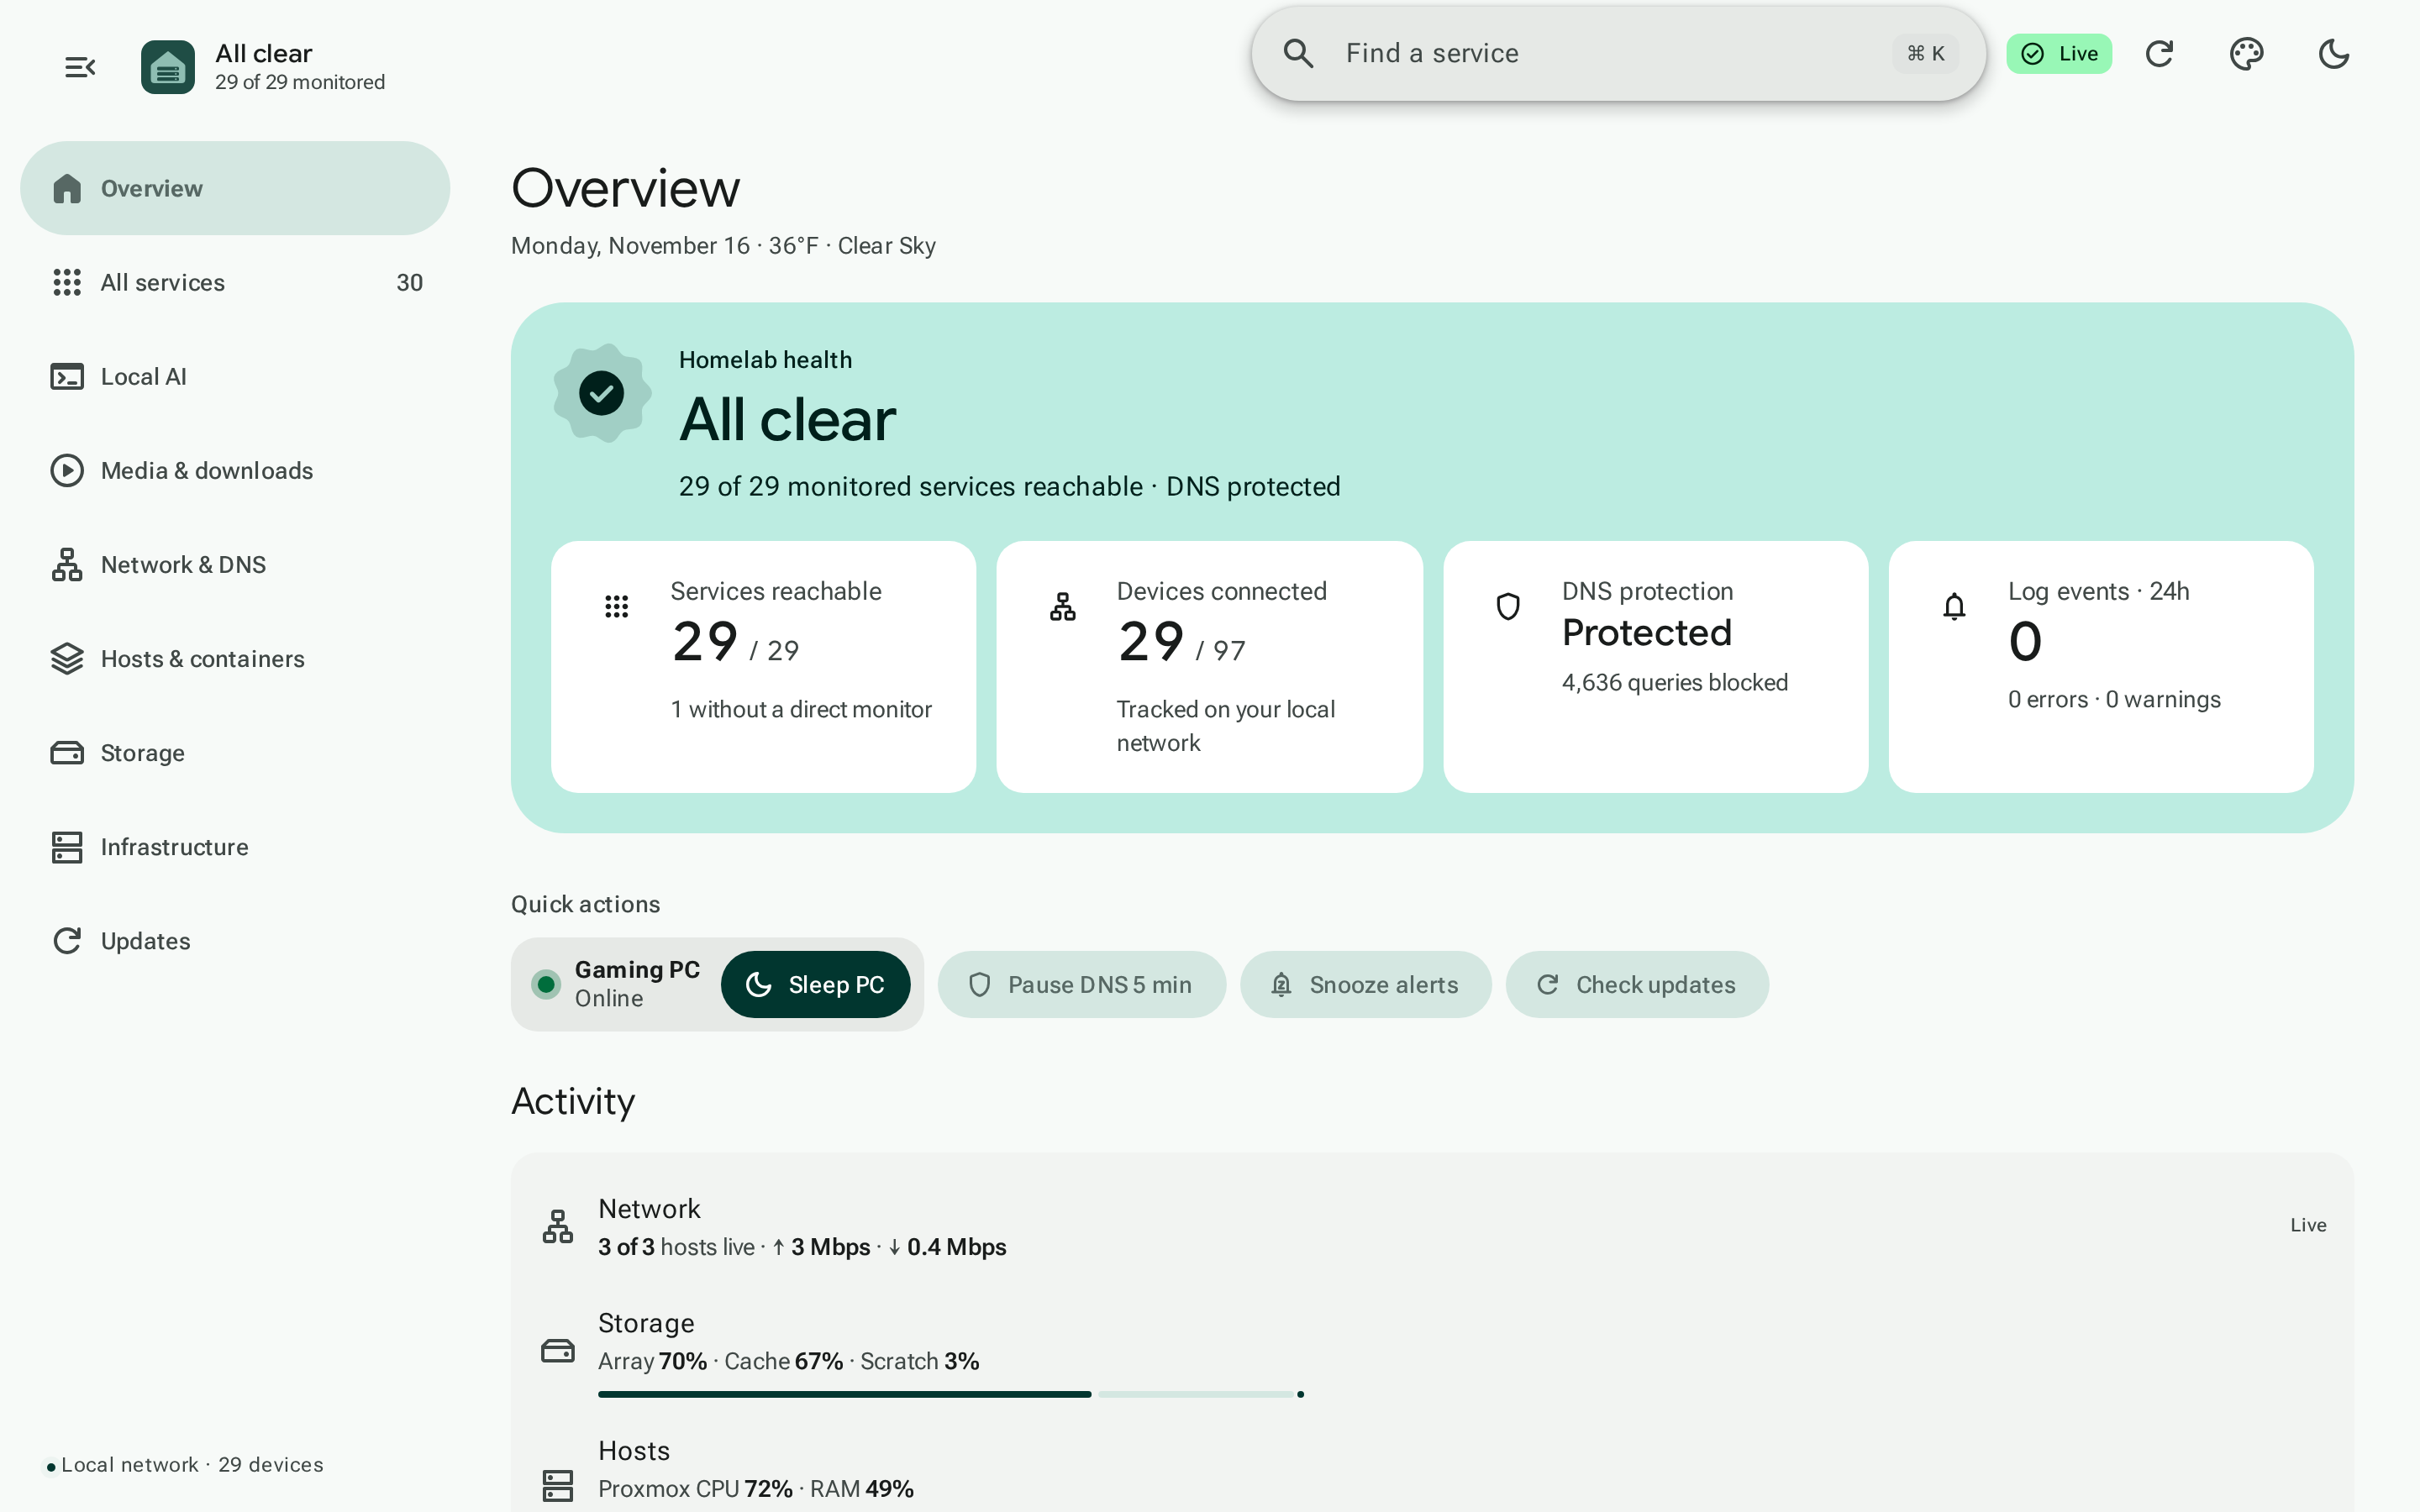 All clear
29 of 29 monitored
Find a service
⌘ K
Live
Overview
All services 30
Local AI
Media & downloads
Network & DNS
Hosts & containers
Storage
Infrastructure
Updates
Local network · 29 devices
Overview
Monday, November 16 · 36°F · Clear Sky
Homelab health
All clear
29 of 29 monitored services reachable · DNS protected
Services reachable
29 / 29
1 without a direct monitor
Devices connected
29 / 97
Tracked on your local
network
DNS protection
Protected
4,636 queries blocked
Log events · 24h
0
0 errors · 0 warnings
Quick actions
Gaming PC
Online
Sleep PC
Pause DNS 5 min
Snooze alerts
Check updates
Activity
Network
3 of 3 hosts live · ↑ 3 Mbps · ↓ 0.4 Mbps
Live
Storage
Array 70% · Cache 67% · Scratch 3%
Hosts
Proxmox CPU 72% · RAM 49%